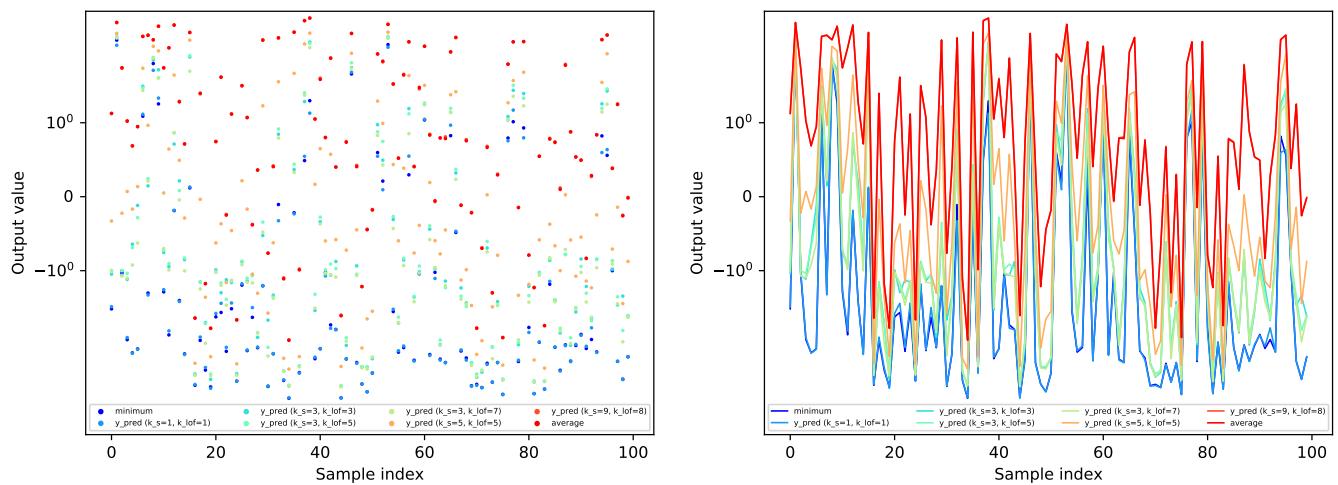 Output value
10⁰
0
−10⁰
minimum
y_pred (k_s=1, k_lof=1)
y_pred (k_s=3, k_lof=3)
y_pred (k_s=3, k_lof=5)
y_pred (k_s=3, k_lof=7)
y_pred (k_s=5, k_lof=5)
y_pred (k_s=9, k_lof=8)
average
0 20 40 60 80 100
Sample index
Output value
10⁰
0
−10⁰
minimum
y_pred (k_s=1, k_lof=1)
y_pred (k_s=3, k_lof=3)
y_pred (k_s=3, k_lof=5)
y_pred (k_s=3, k_lof=7)
y_pred (k_s=5, k_lof=5)
y_pred (k_s=9, k_lof=8)
average
0 20 40 60 80 100
Sample index